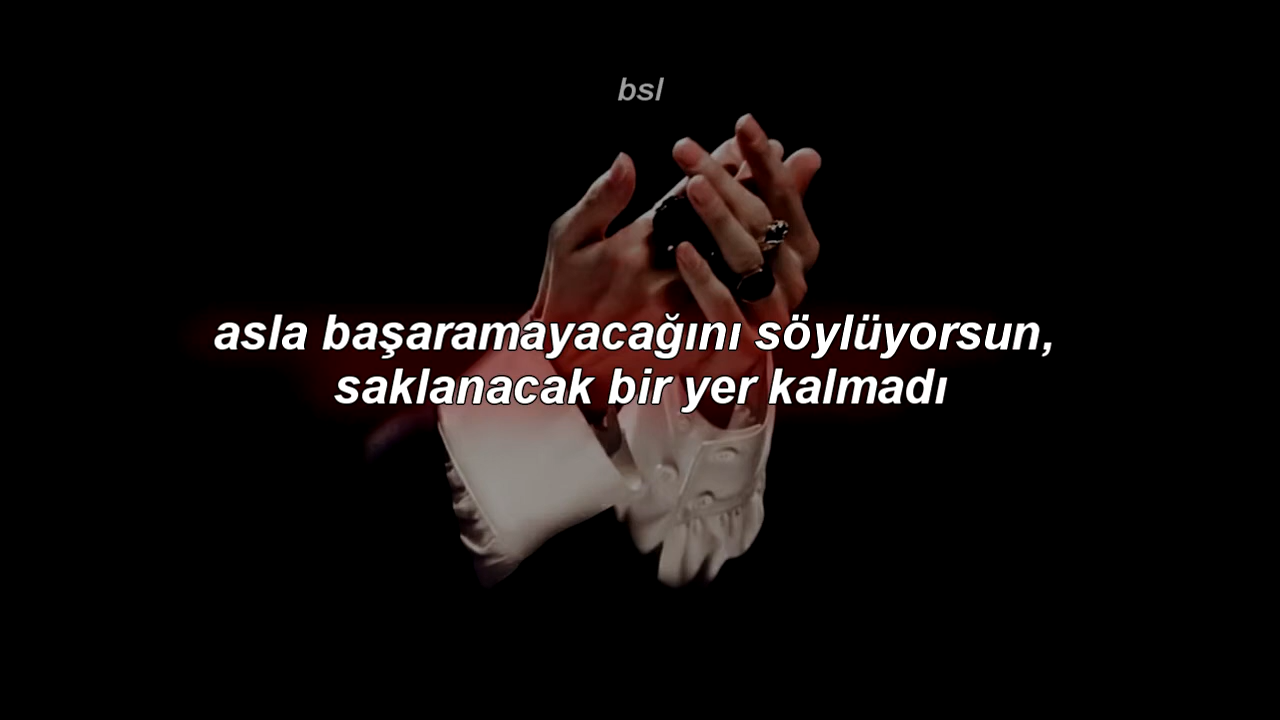 bsl
asla başaramayacağını söylüyorsun,
saklanacak bir yer kalmadı